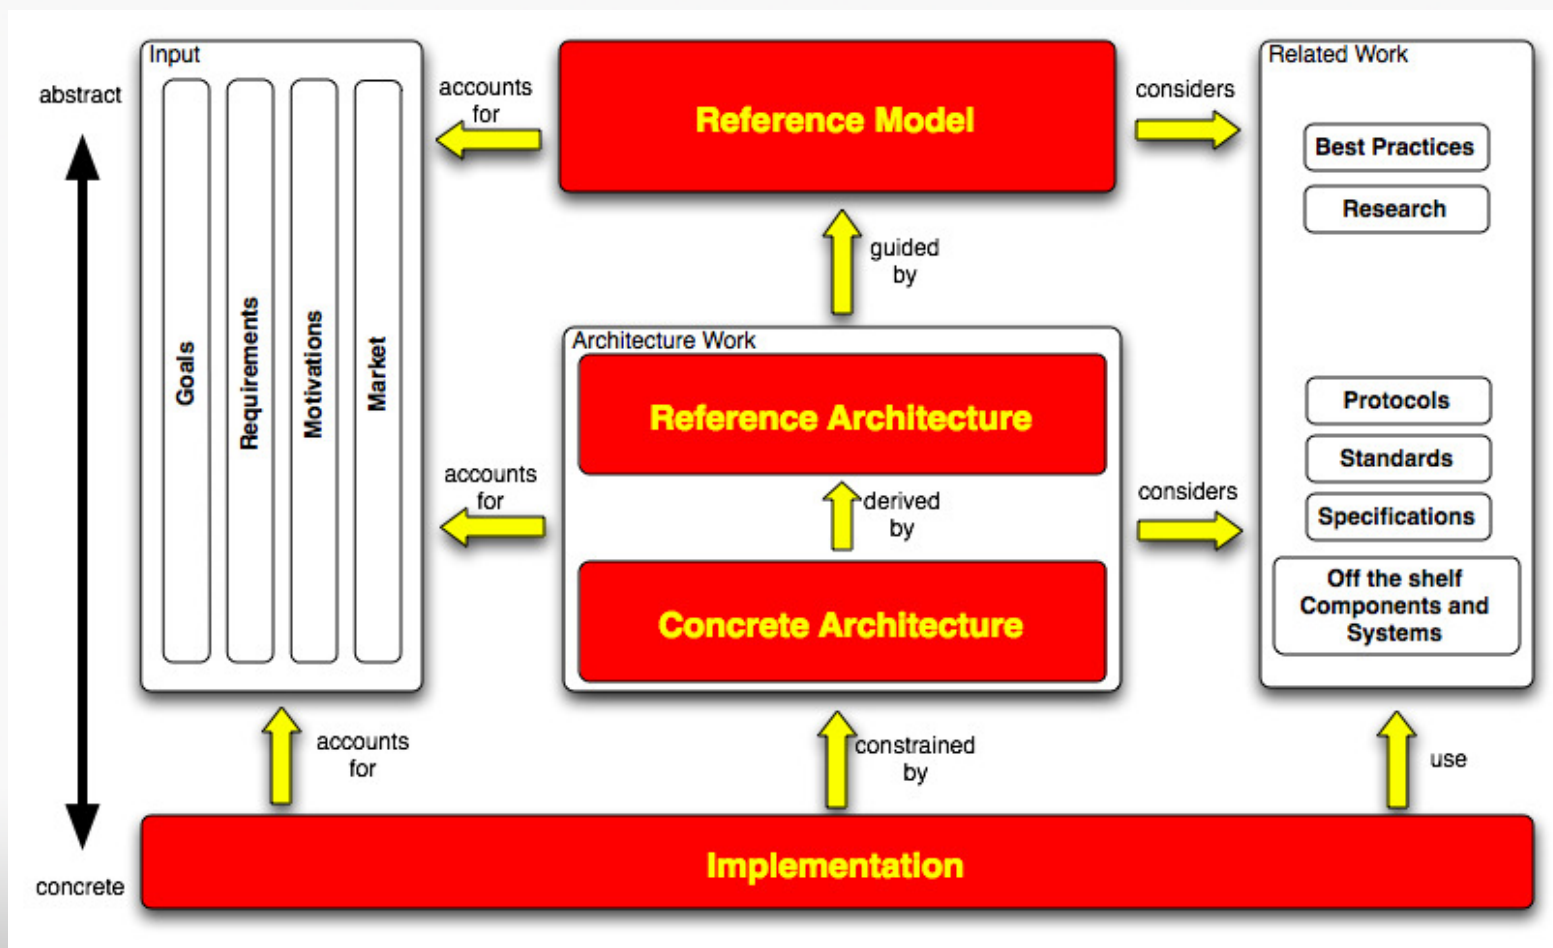 Input
Related Work
abstract
accounts
for
Reference Model
considers
Best Practices
Research
guided
by
Goals
Requirements
Motivations
Market
Architecture Work
Reference Architecture
Protocols
Standards
Specifications
accounts
for
derived
by
considers
Concrete Architecture
Off the shelf
Components and
Systems
accounts
for
constrained
by
use
concrete
Implementation